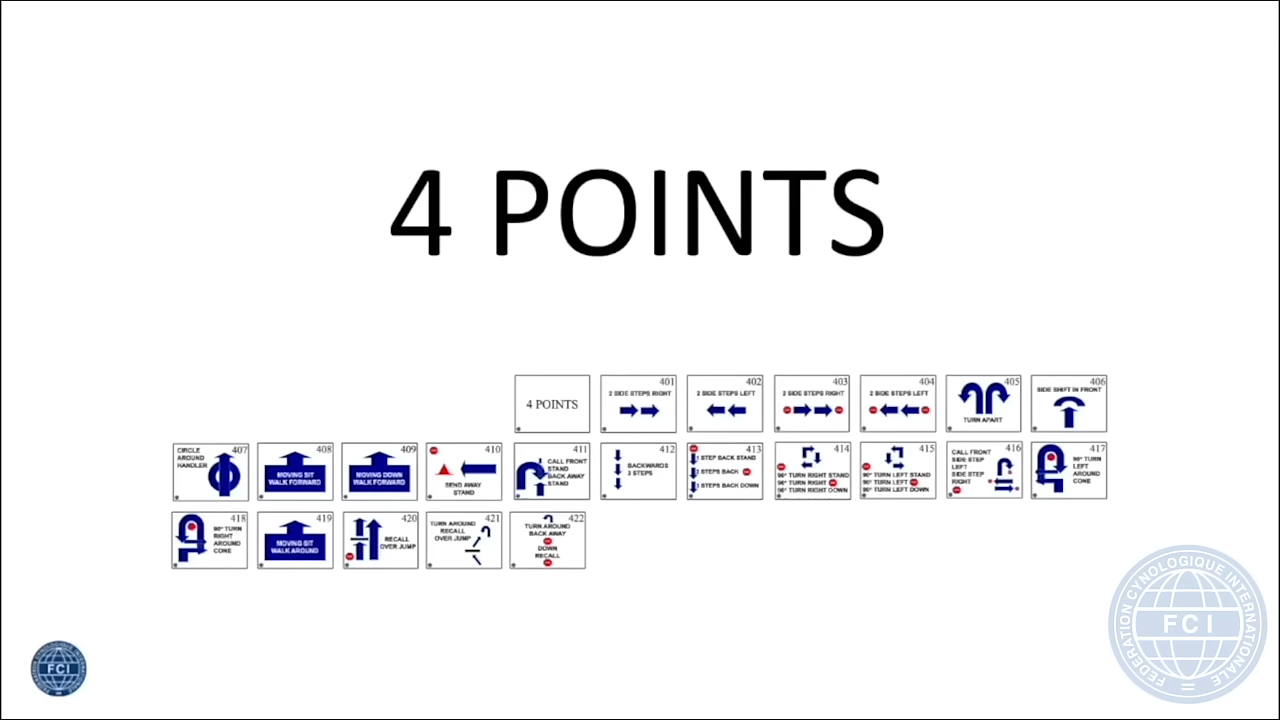 4 POINTS
4 POINTS
401
2 SIDE STEPS RIGHT
402
2 SIDE STEPS LEFT
403
2 SIDE STEPS RIGHT
404
2 SIDE STEPS LEFT
405
TURN APART
406
SIDE SHIFT IN FRONT
407
CIRCLE
AROUND
HANDLER
408
MOVING SIT
WALK FORWARD
409
MOVING DOWN
WALK FORWARD
410
SEND AWAY
STAND
411
CALL FRONT
STAND
BACK AWAY
STAND
412
BACKWARDS
3 STEPS
413
1 STEP BACK STAND
2 STEPS BACK
3 STEPS BACK DOWN
414
90° TURN RIGHT STAND
90° TURN RIGHT
90° TURN RIGHT DOWN
415
90° TURN LEFT STAND
90° TURN LEFT
90° TURN LEFT DOWN
416
CALL FRONT
SIDE STEP
LEFT
SIDE STEP
RIGHT
417
90° TURN
LEFT
AROUND
CONE
418
90° TURN
RIGHT
AROUND
CONE
419
MOVING SIT
WALK AROUND
420
RECALL
OVER JUMP
421
TURN AROUND
RECALL
OVER JUMP
422
TURN AROUND
BACK AWAY
DOWN
RECALL
FEDERATION CYNOLOGIQUE INTERNATIONALE
FCI
FEDERATION CYNOLOGIQUE INTERNATIONALE
FCI